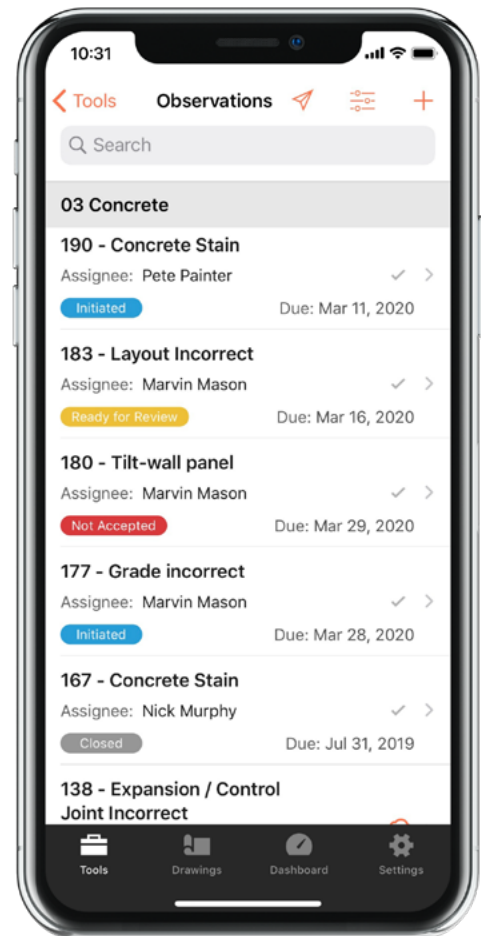 10:31
Tools Observations
Search
03 Concrete
190 - Concrete Stain
Assignee: Pete Painter
Initiated Due: Mar 11, 2020
183 - Layout Incorrect
Assignee: Marvin Mason
Ready for Review Due: Mar 16, 2020
180 - Tilt-wall panel
Assignee: Marvin Mason
Not Accepted Due: Mar 29, 2020
177 - Grade incorrect
Assignee: Marvin Mason
Initiated Due: Mar 28, 2020
167 - Concrete Stain
Assignee: Nick Murphy
Closed Due: Jul 31, 2019
138 - Expansion / Control
Joint Incorrect
Tools Drawings Dashboard Settings